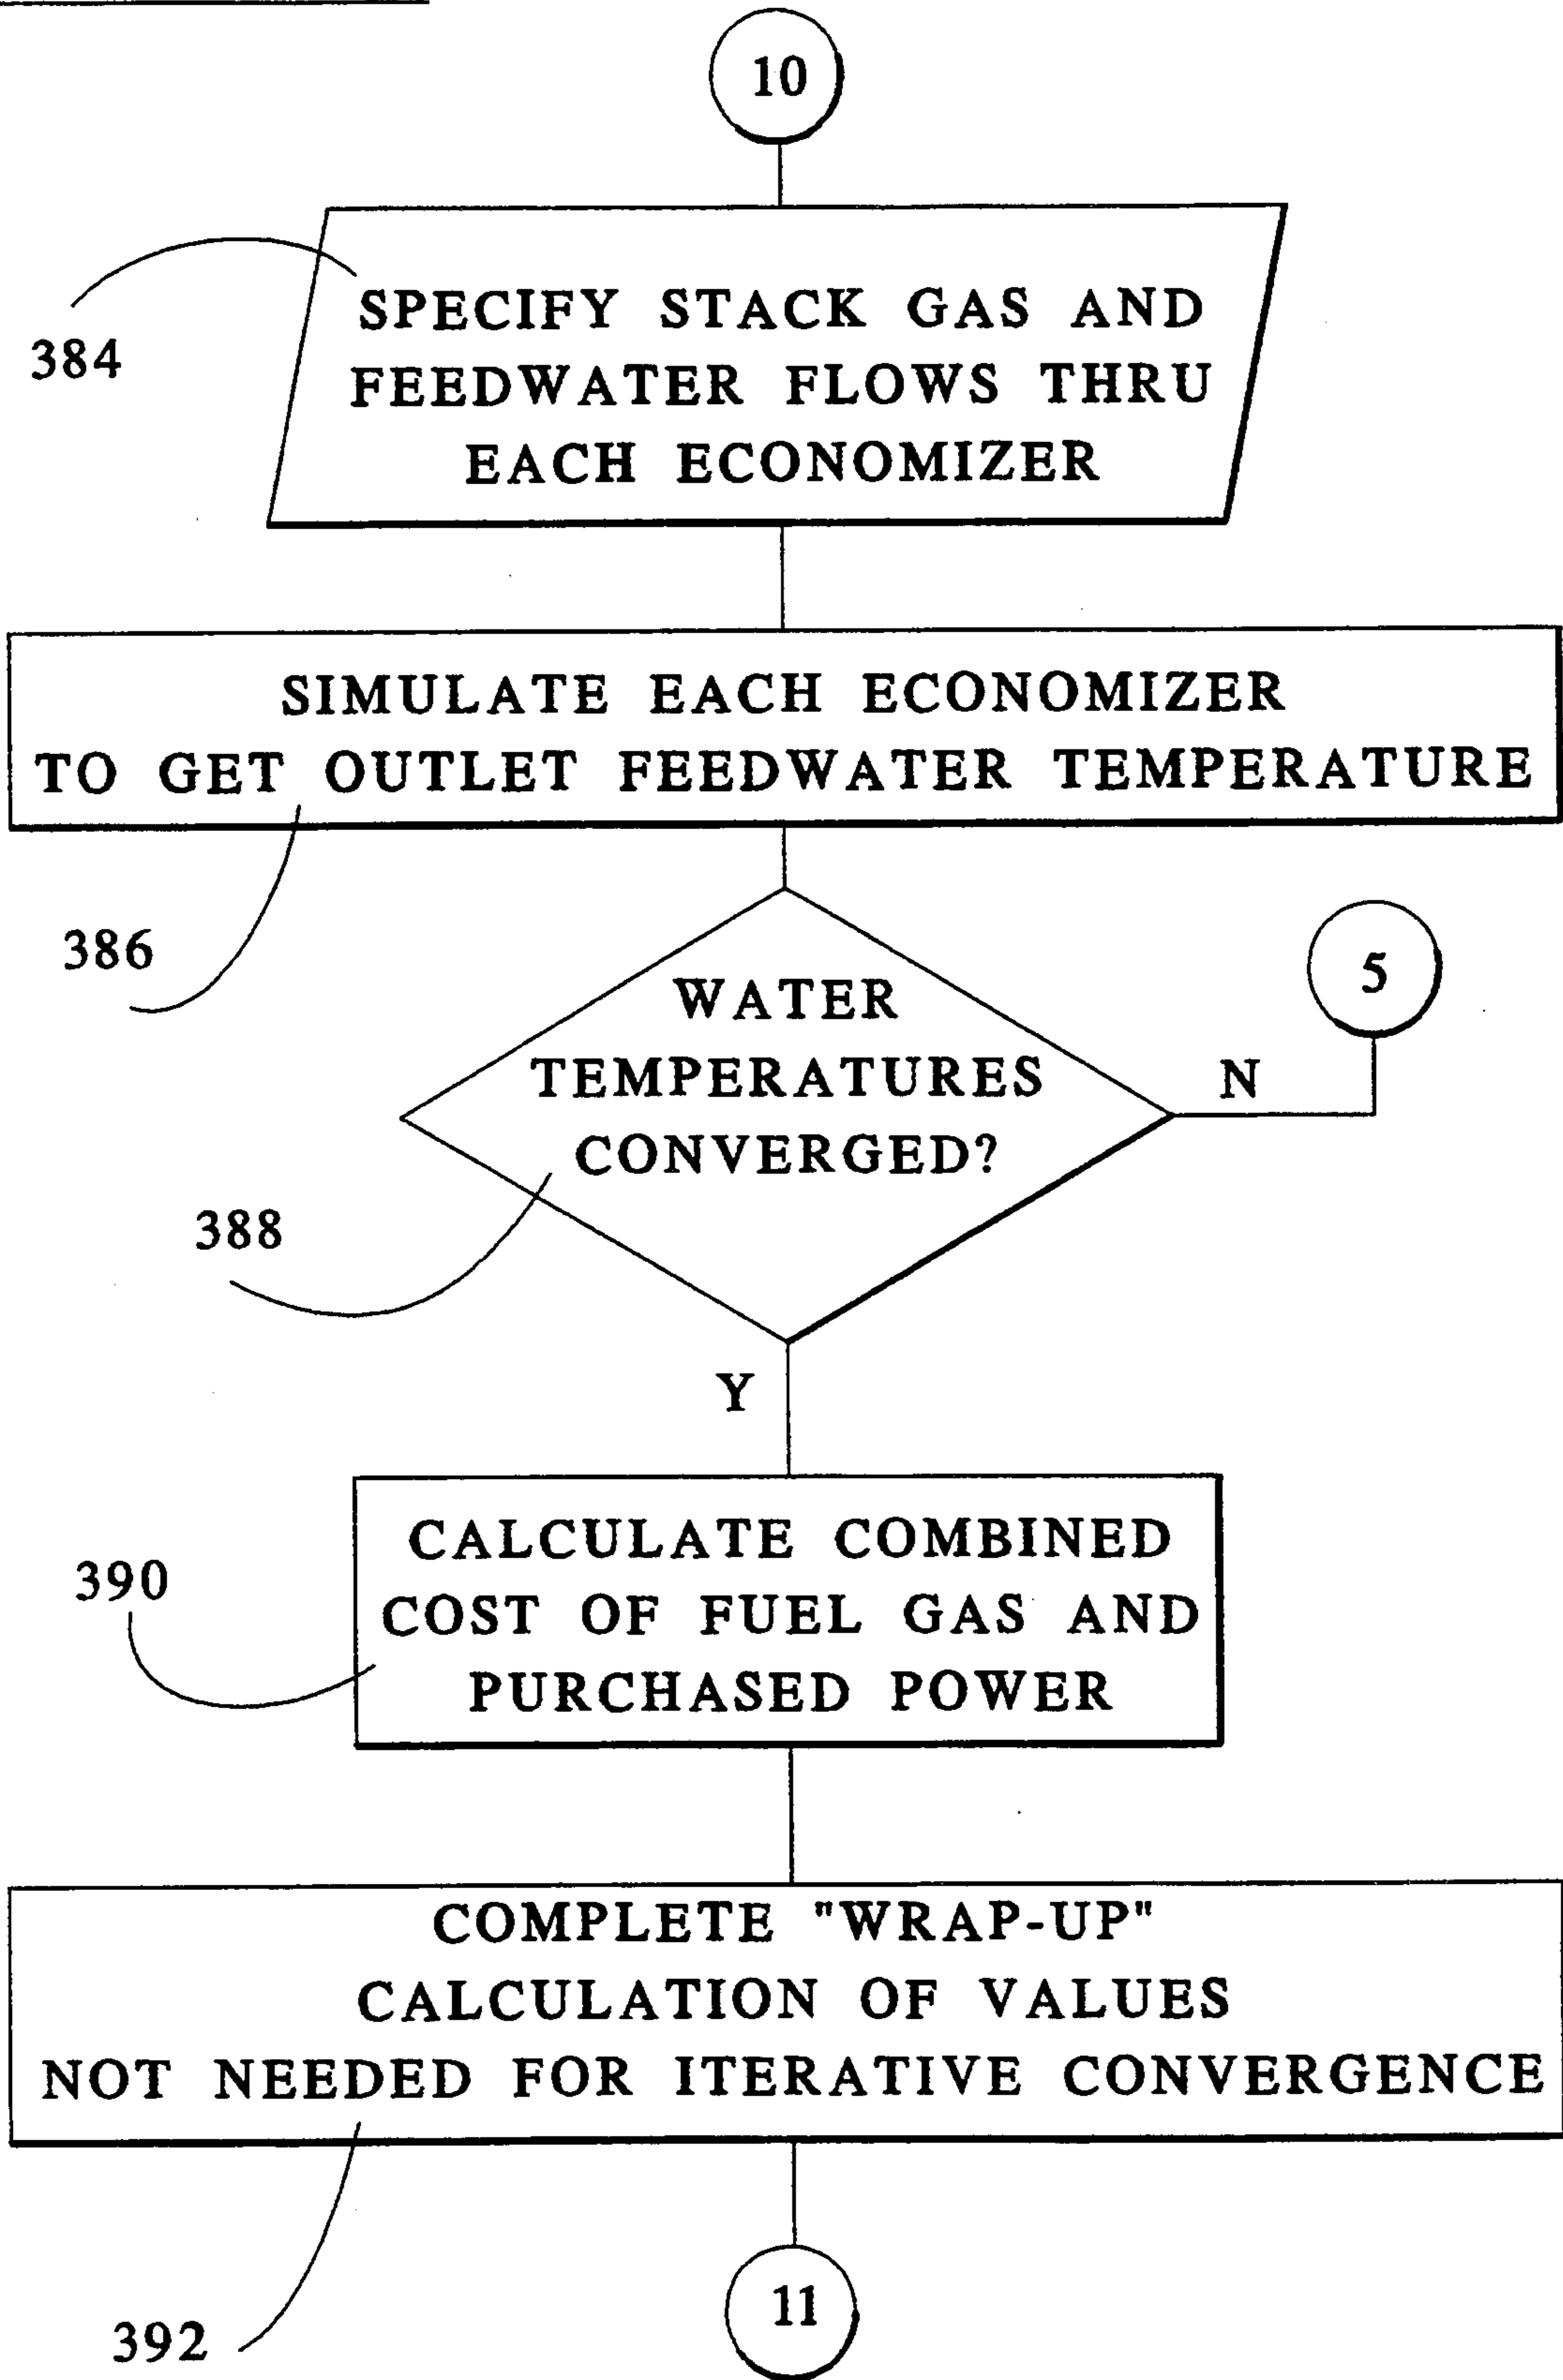 10
SPECIFY STACK GAS AND
FEEDWATER FLOWS THRU
EACH ECONOMIZER
384
SIMULATE EACH ECONOMIZER
TO GET OUTLET FEEDWATER TEMPERATURE
386
WATER
TEMPERATURES
CONVERGED?
5
N
388
Y
CALCULATE COMBINED
COST OF FUEL GAS AND
PURCHASED POWER
390
COMPLETE "WRAP-UP"
CALCULATION OF VALUES
NOT NEEDED FOR ITERATIVE CONVERGENCE
392
11